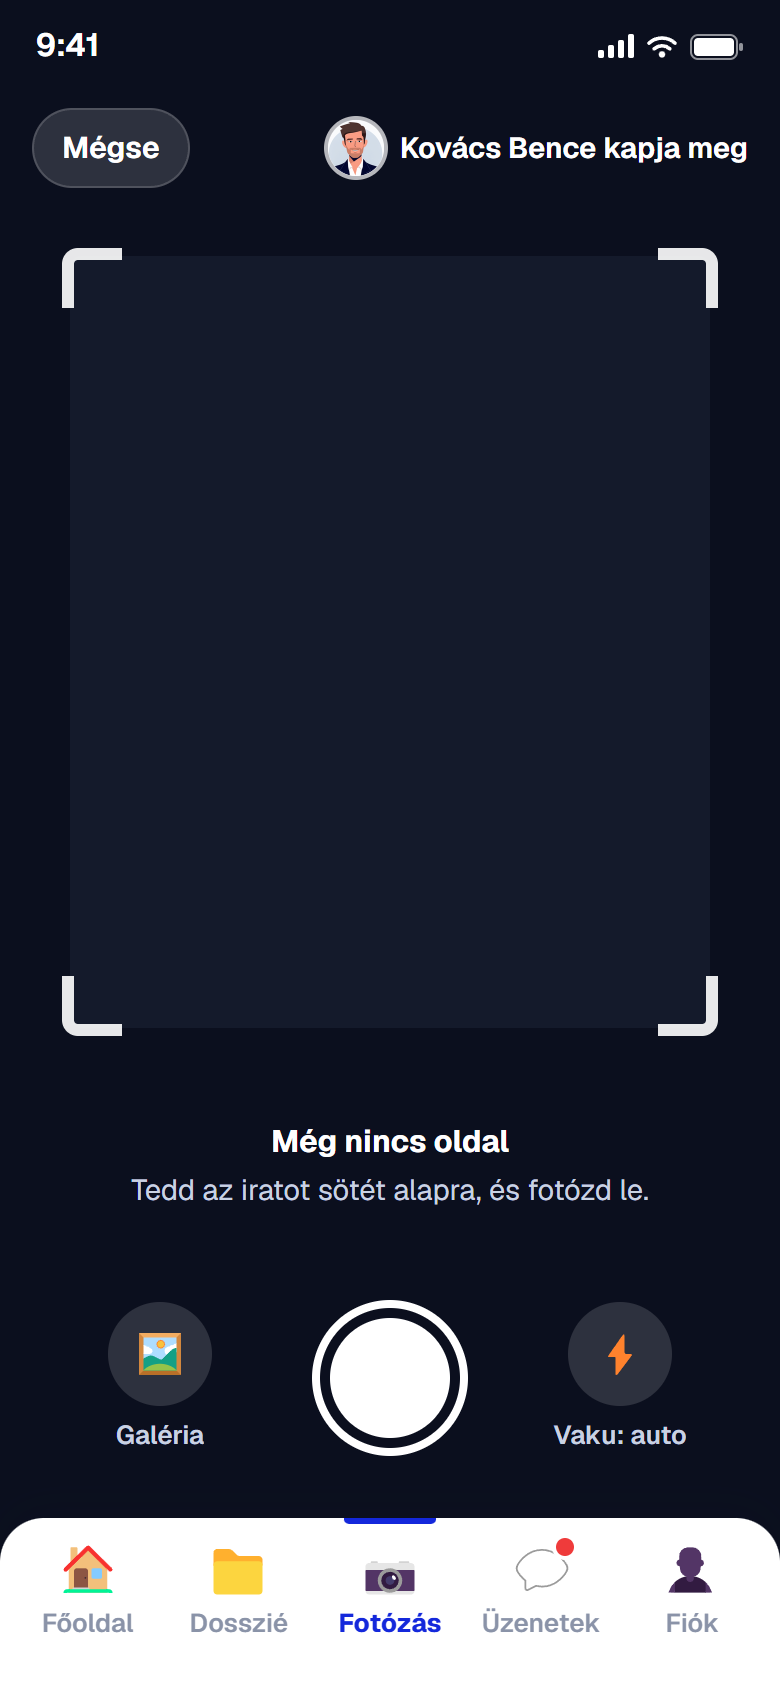 9:41
Mégse
Kovács Bence kapja meg
Még nincs oldal
Tedd az iratot sötét alapra, és fotózd le.
Galéria
Vaku: auto
Főoldal
Dosszié
Fotózás
Üzenetek
Fiók